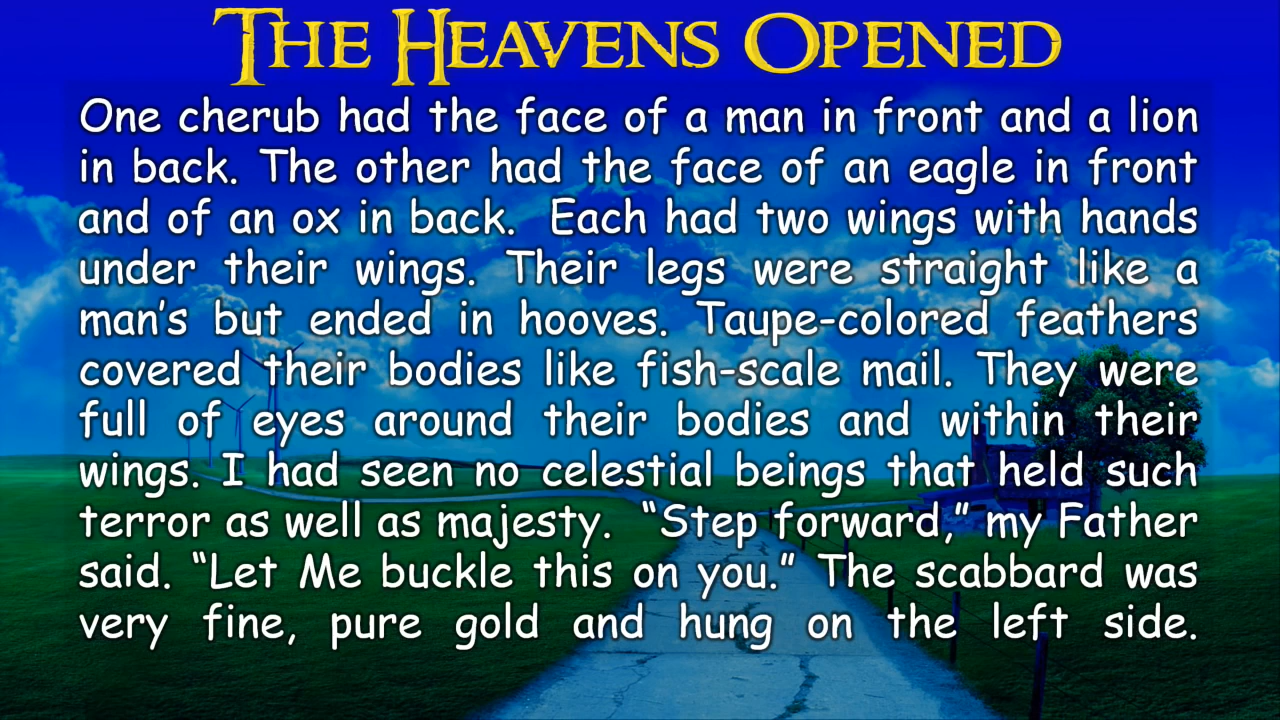 THE HEAVENS OPENED
One cherub had the face of a man in front and a lion
in back. The other had the face of an eagle in front
and of an ox in back.  Each had two wings with hands
under their wings. Their legs were straight like a
man’s but ended in hooves. Taupe-colored feathers
covered their bodies like fish-scale mail. They were
full of eyes around their bodies and within their
wings. I had seen no celestial beings that held such
terror as well as majesty.  “Step forward,” my Father
said. “Let Me buckle this on you.” The scabbard was
very fine, pure gold and hung on the left side.